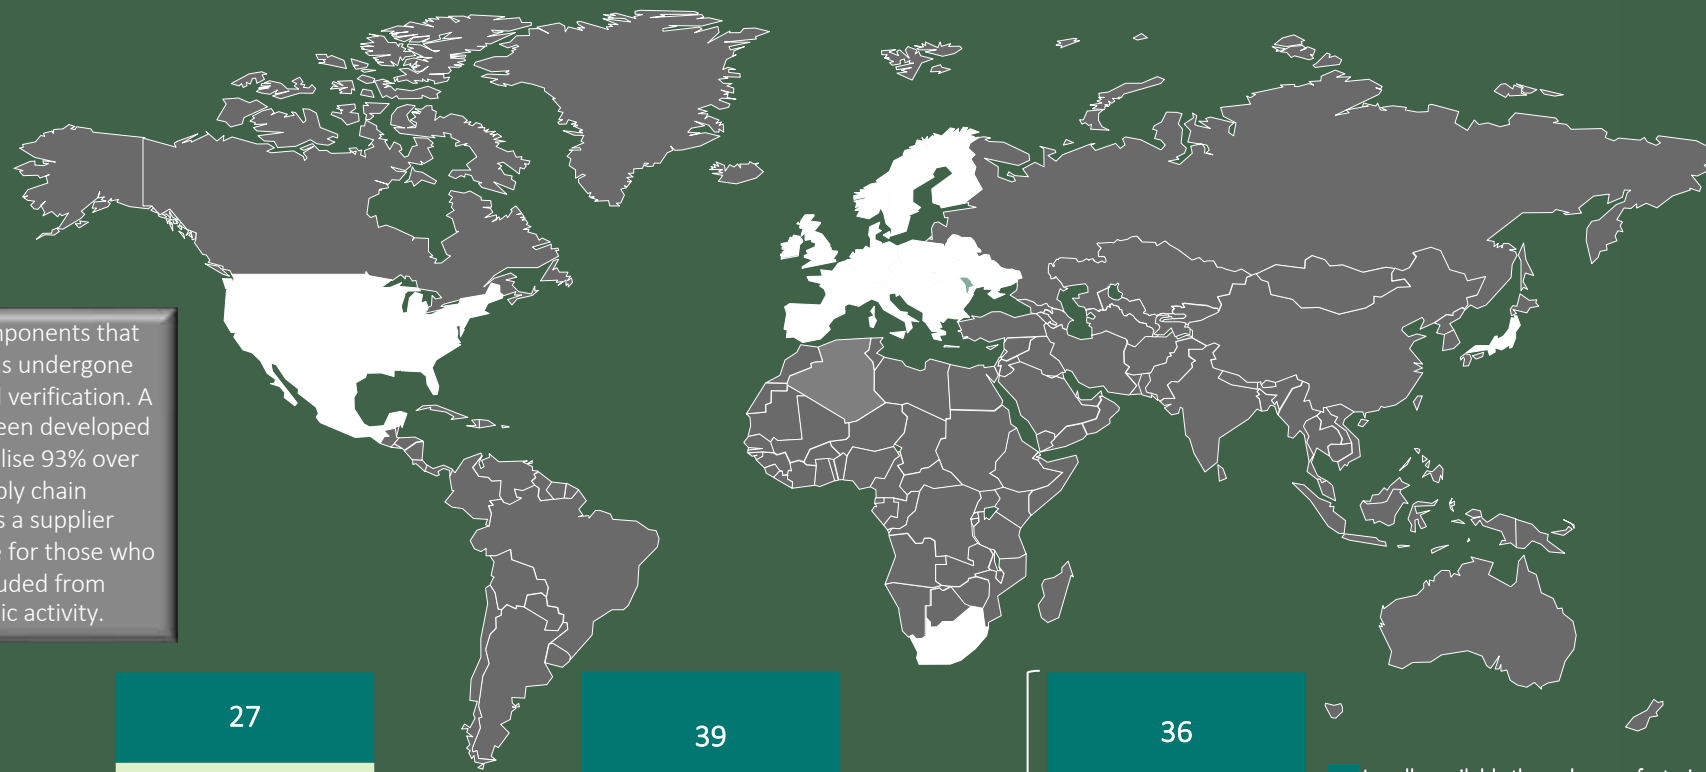 mponents that
s undergone
d verification. A
een developed
lise 93% over
ply chain
s a supplier
e for those who
uded from
ic activity.
27
39
36